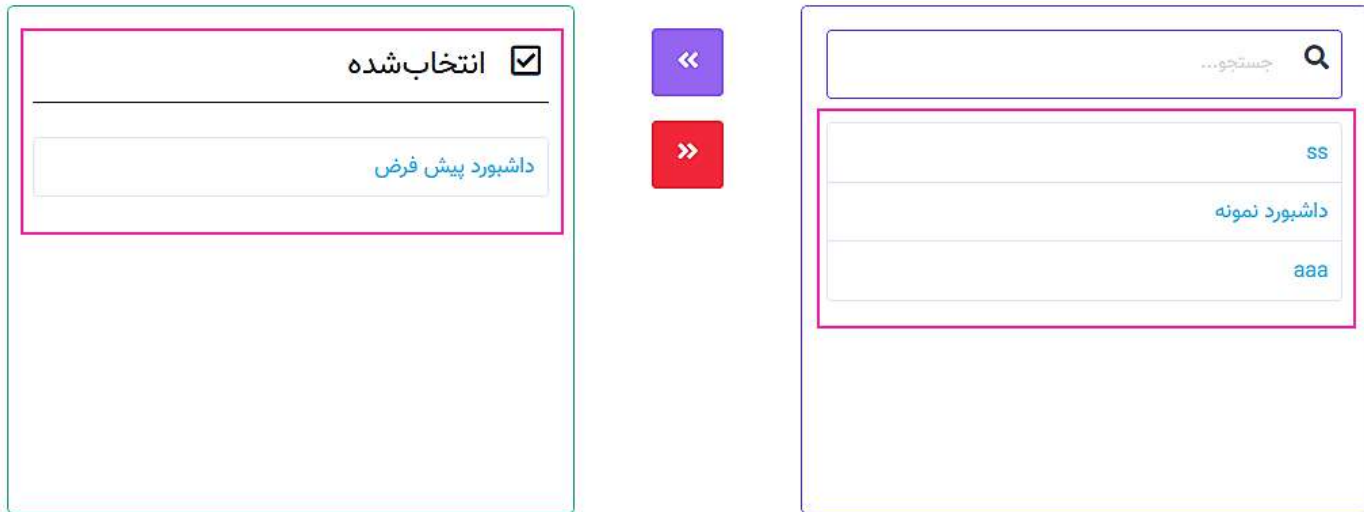 جستجو...
ss
داشبورد نمونه
aaa
انتخاب‌شده
داشبورد پیش فرض